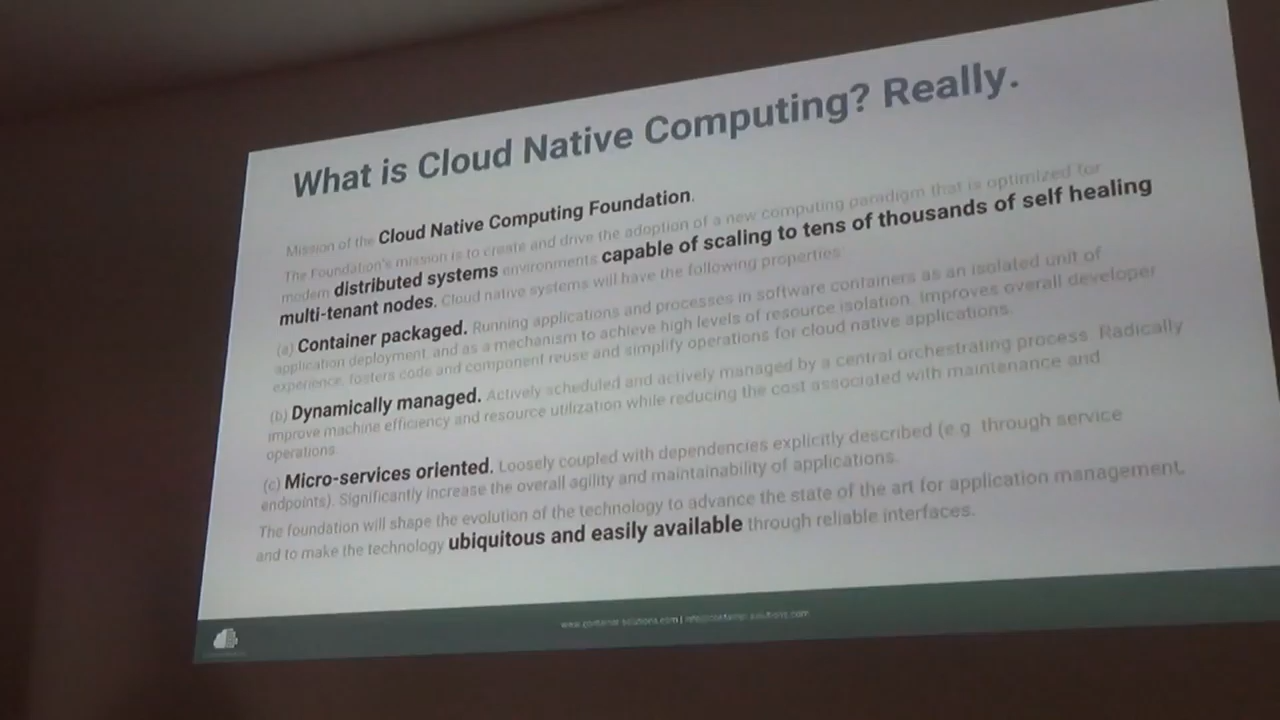 What is Cloud Native Computing? Really.
Mission of the Cloud Native Computing Foundation.
The Foundation's mission is to create and drive the adoption of a new computing paradigm that is optimized for
modern distributed systems environments capable of scaling to tens of thousands of self healing
multi-tenant nodes. Cloud native systems will have the following properties:
(a) Container packaged. Running applications and processes in software containers as an isolated unit of
application deployment, and as a mechanism to achieve high levels of resource isolation. Improves overall developer
experience, fosters code and component reuse and simplify operations for cloud native applications.
(b) Dynamically managed. Actively scheduled and actively managed by a central orchestrating process. Radically
improve machine efficiency and resource utilization while reducing the cost associated with maintenance and
operations.
(c) Micro-services oriented. Loosely coupled with dependencies explicitly described (e.g. through service
endpoints). Significantly increase the overall agility and maintainability of applications.
The foundation will shape the evolution of the technology to advance the state of the art for application management,
and to make the technology ubiquitous and easily available through reliable interfaces.
www.container-solutions.com | info@container-solutions.com